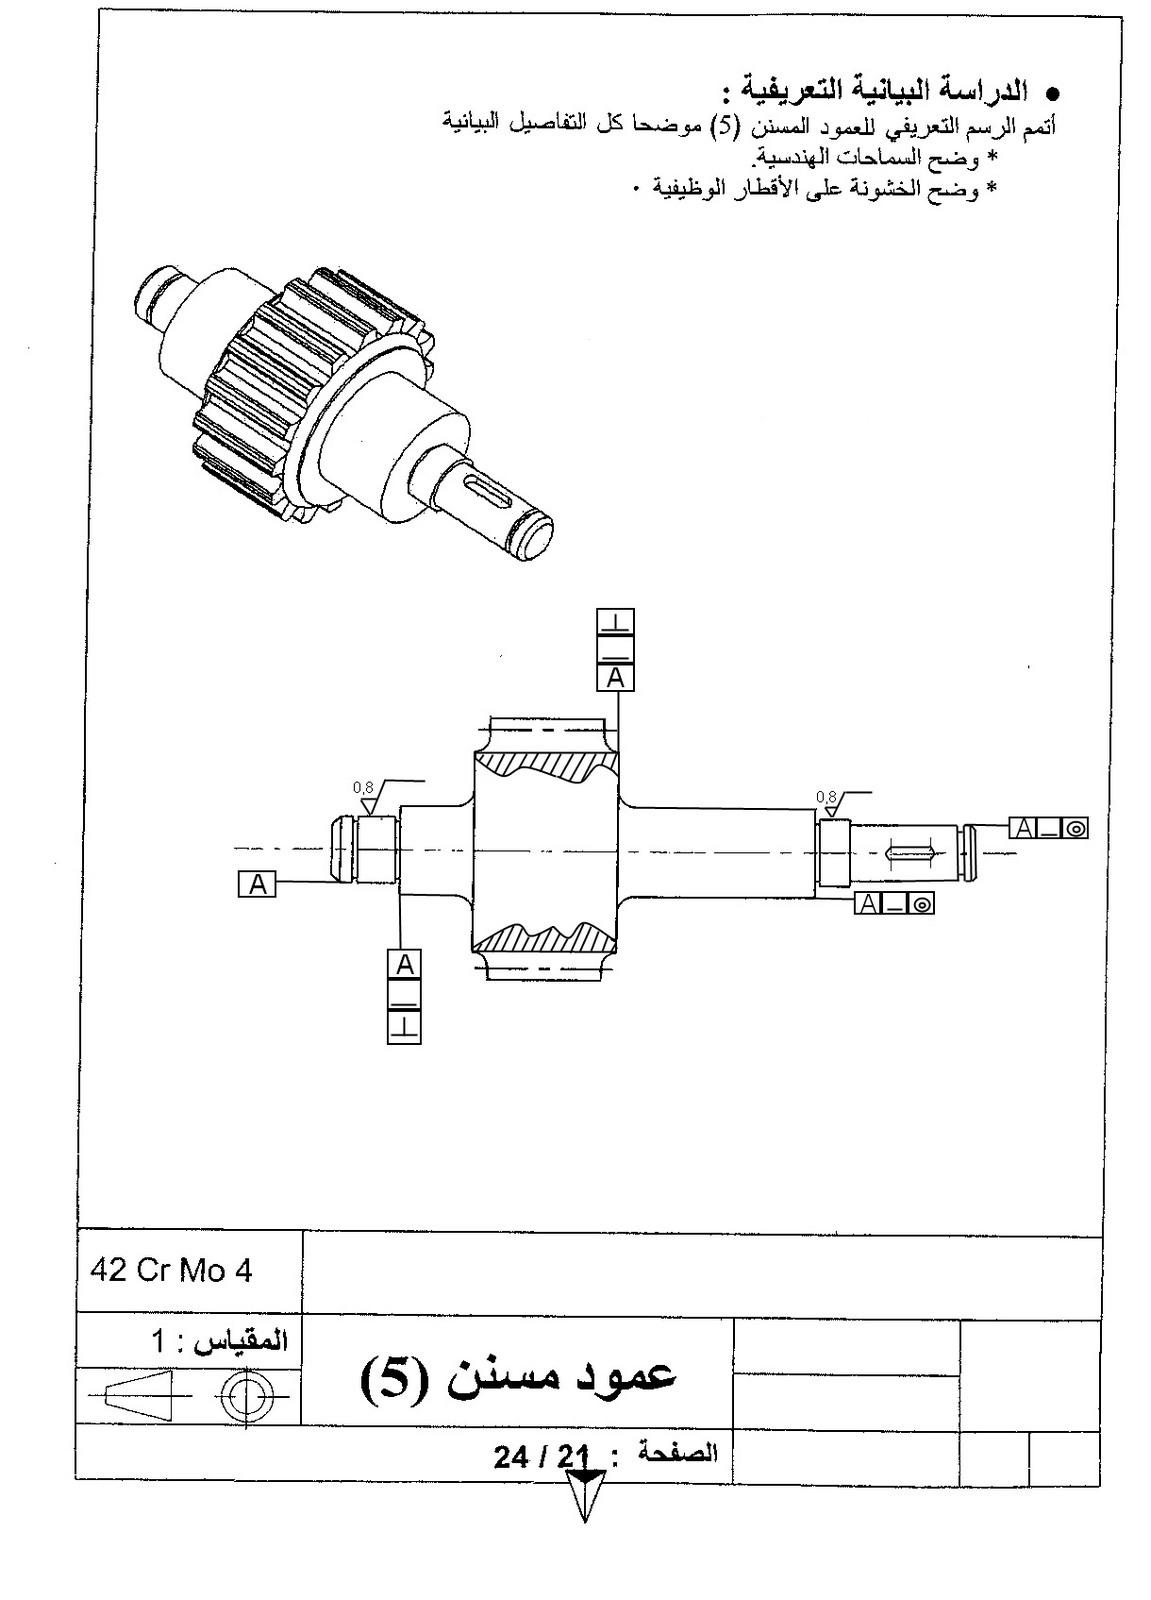 • الدراسة البيانية التعريفية :
أتمم الرسم التعريفي للعمود المسنن (5) موضحا كل التفاصيل البيانية
* وضح السماحات الهندسية.
* وضح الخشونة على الأقطار الوظيفية .
A
0,8
0,8
A
A
A
A
42 Cr Mo 4
المقياس : 1
عمود مسنن (5)
الصفحة : 21 / 24